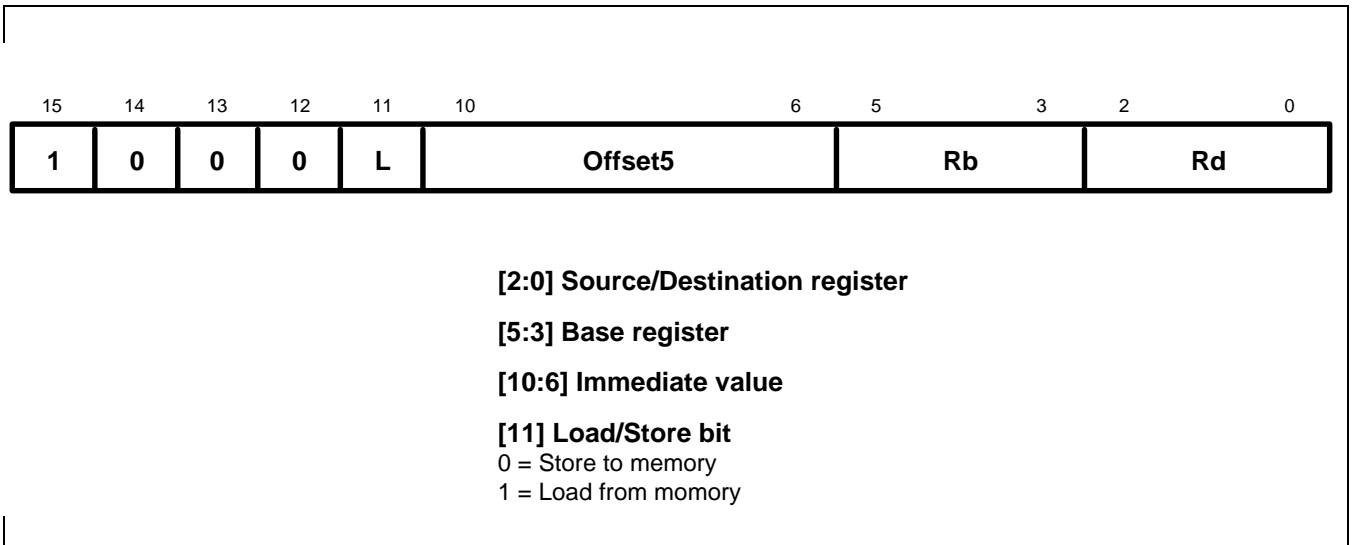 15 14 13 12 11 10 6 5 3 2 0
1 0 0 0 L Offset5 Rb Rd
[2:0] Source/Destination register
[5:3] Base register
[10:6] Immediate value
[11] Load/Store bit
0 = Store to memory
1 = Load from momory